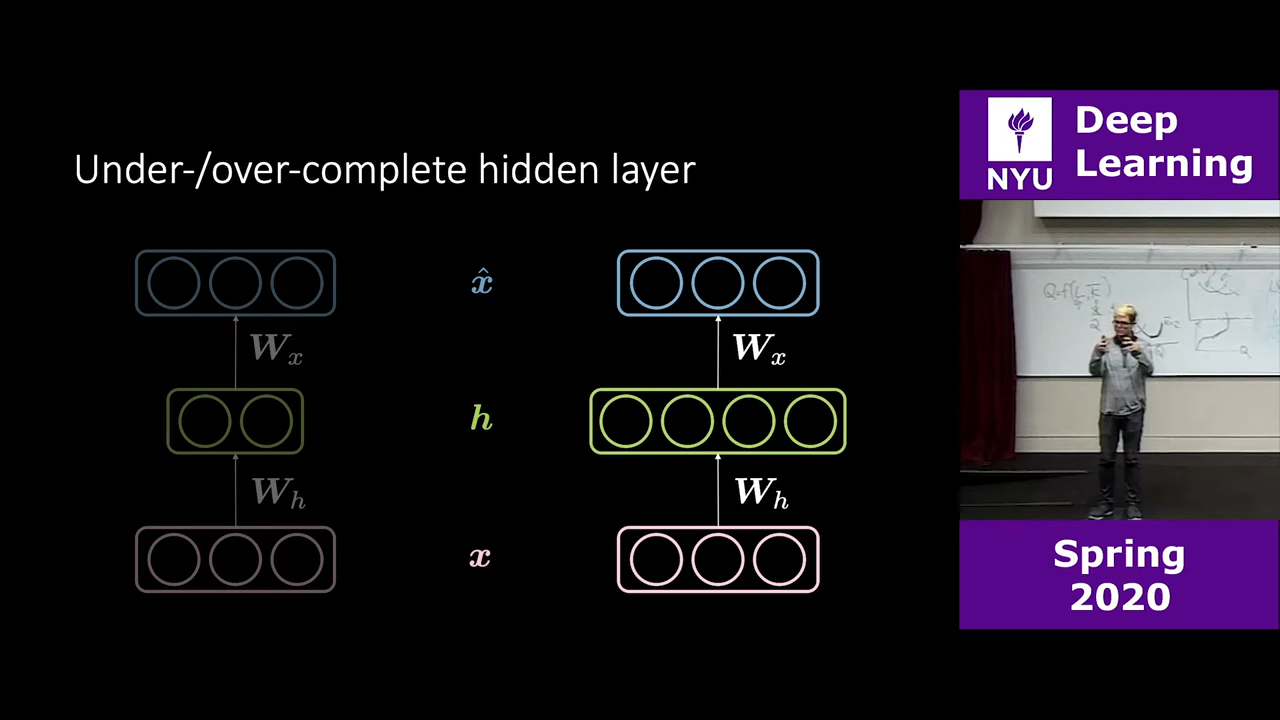 Under-/over-complete hidden layer
x̂
W_x
W_x
h
W_h
W_h
x
NYU
Deep
Learning
Q=f(
Q
Spring
2020